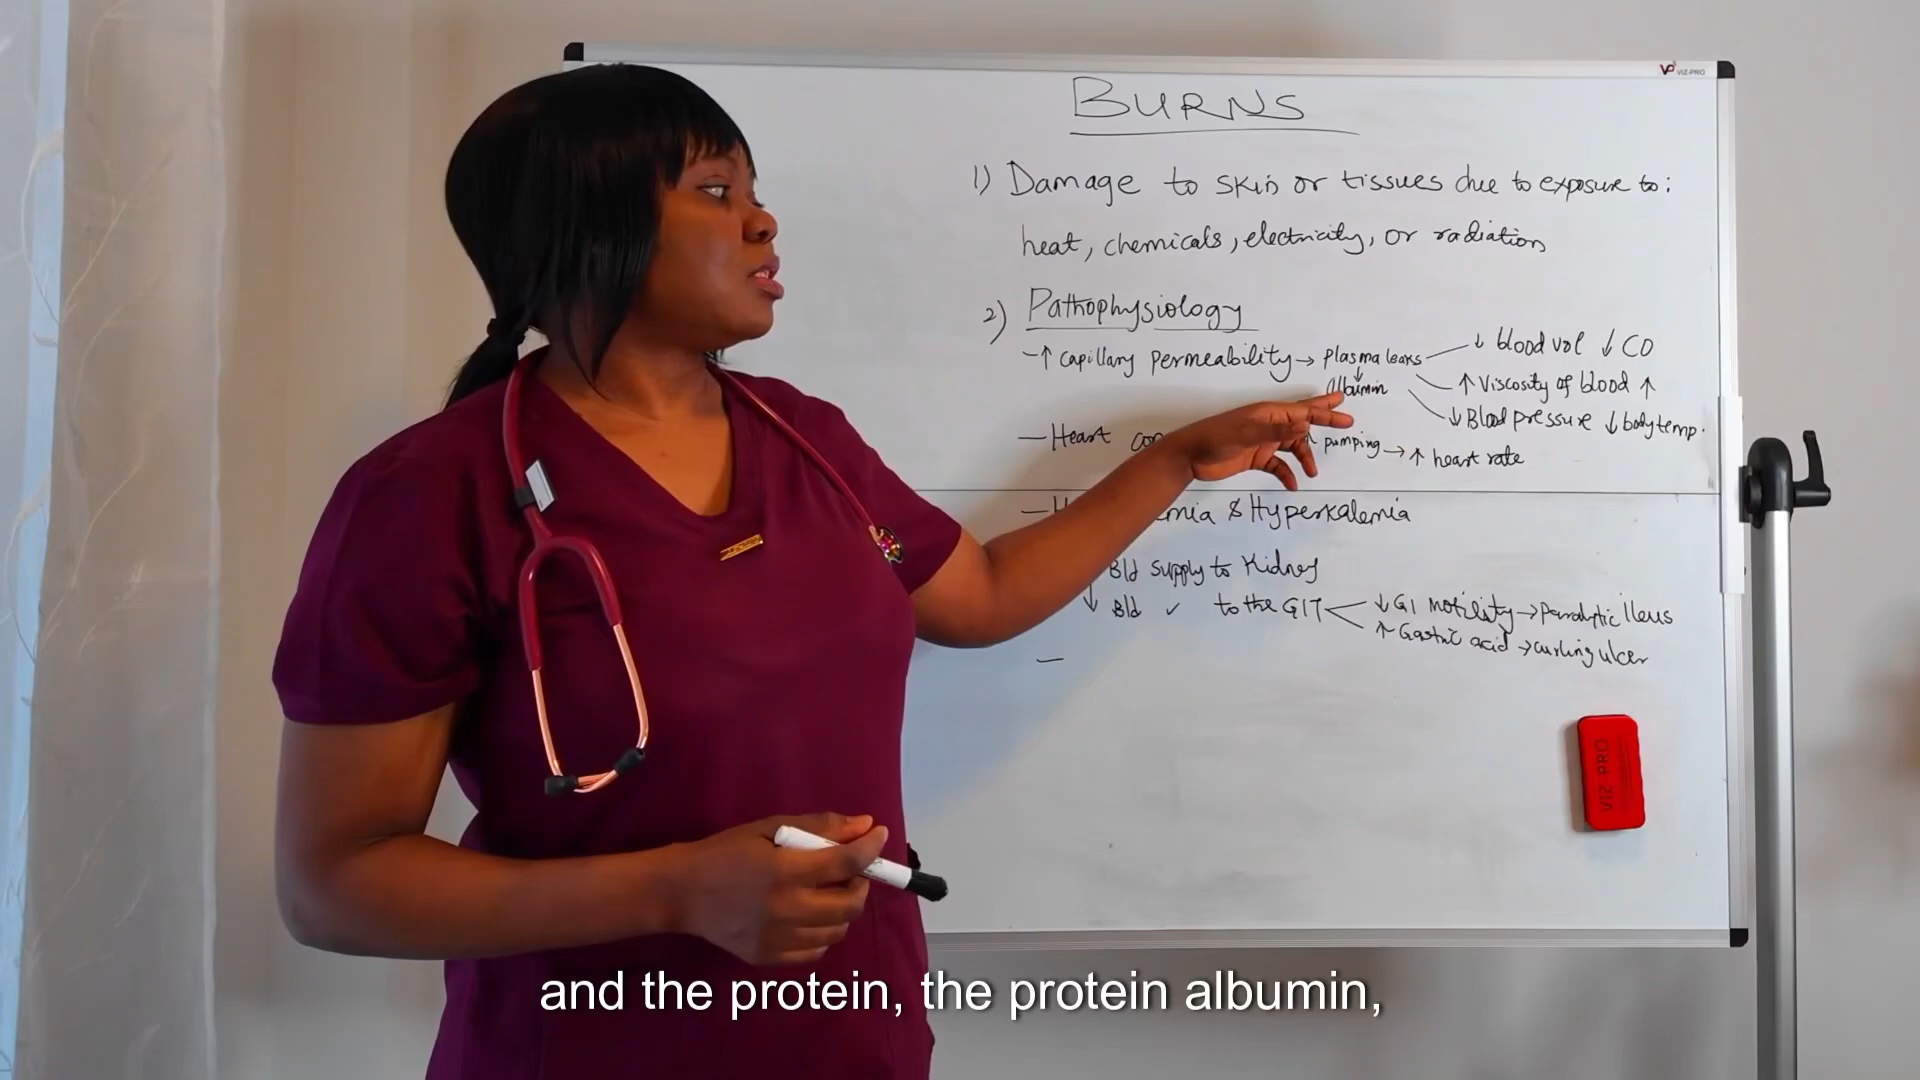 VIZ-PRO
BURNS
1) Damage to skin or tissues due to exposure to:
heat, chemicals, electricity, or radiation
2) Pathophysiology
- ↑ capillary permeability → plasma leaks
↓ blood vol ↓ CO
↓
albumin
↑ Viscosity of blood ↑
↓ Blood pressure ↓ body temp.
- Heart
pumping → ↑ heart rate
- & Hyperkalemia
Bld supply to Kidney
↓ Bld ✓ to the GIT
↓ GI motility → paralytic ileus
↑ Gastric acid → curling ulcer
-
VIZ PRO
and the protein, the protein albumin,